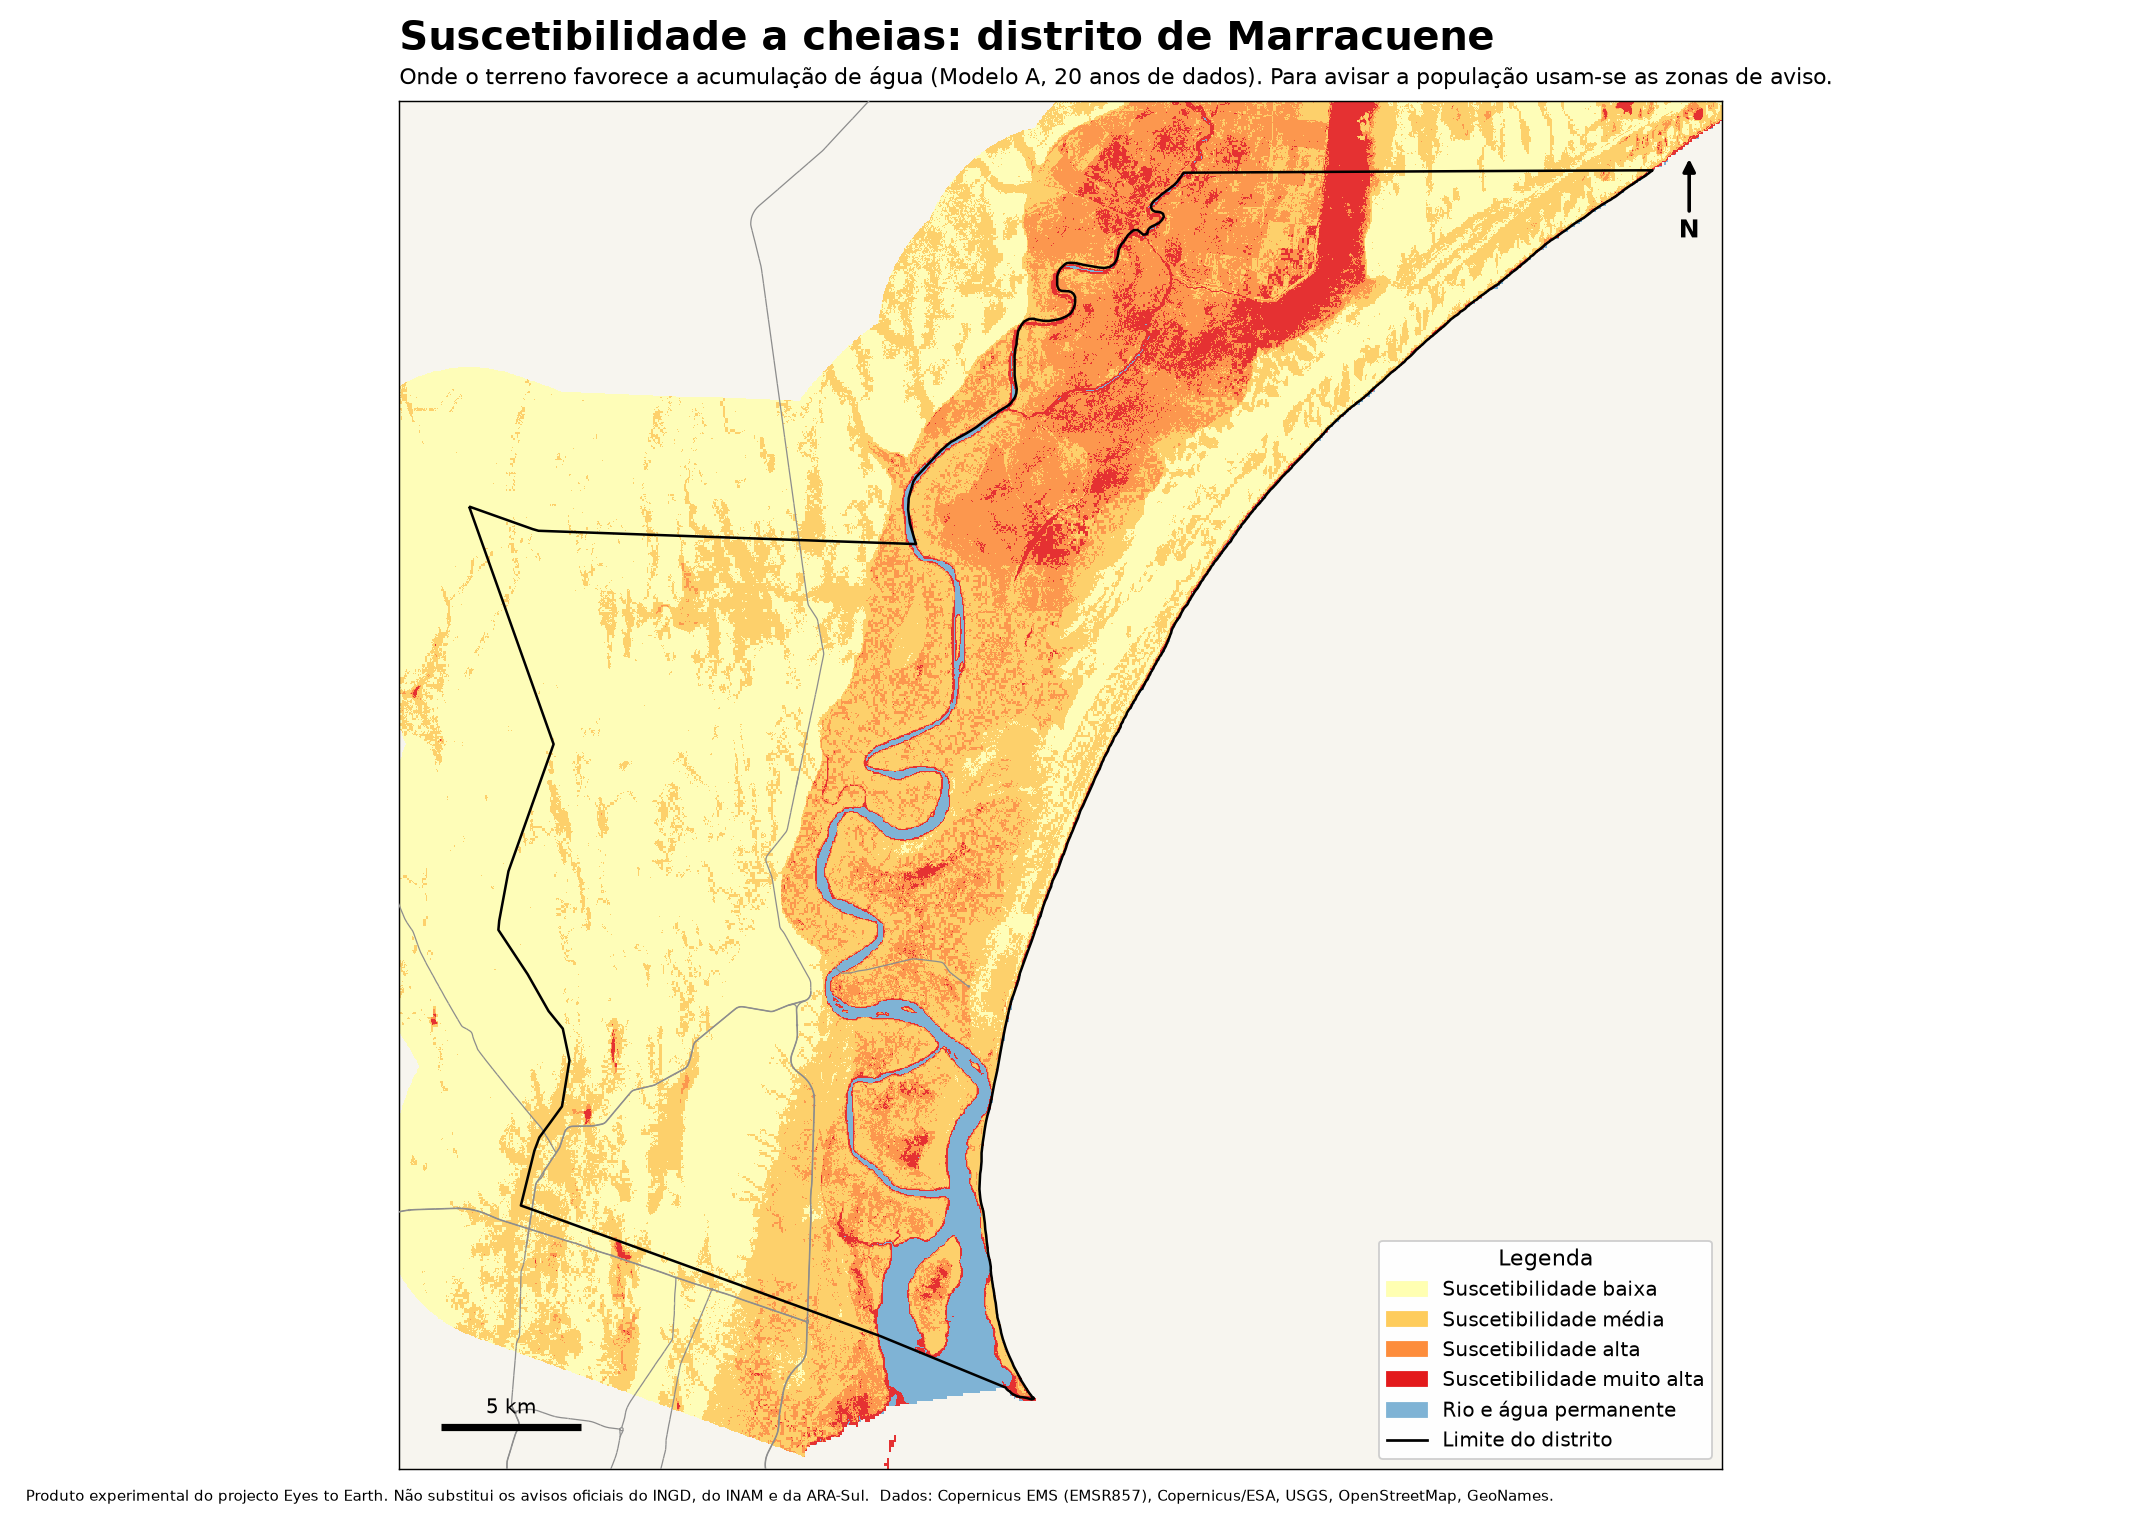 Suscetibilidade a cheias: distrito de Marracuene
Onde o terreno favorece a acumulação de água (Modelo A, 20 anos de dados). Para avisar a população usam-se as zonas de aviso.
N
Legenda
Suscetibilidade baixa
Suscetibilidade média
Suscetibilidade alta
Suscetibilidade muito alta
Rio e água permanente
Limite do distrito
5 km
Produto experimental do projecto Eyes to Earth. Não substitui os avisos oficiais do INGD, do INAM e da ARA-Sul.  Dados: Copernicus EMS (EMSR857), Copernicus/ESA, USGS, OpenStreetMap, GeoNames.